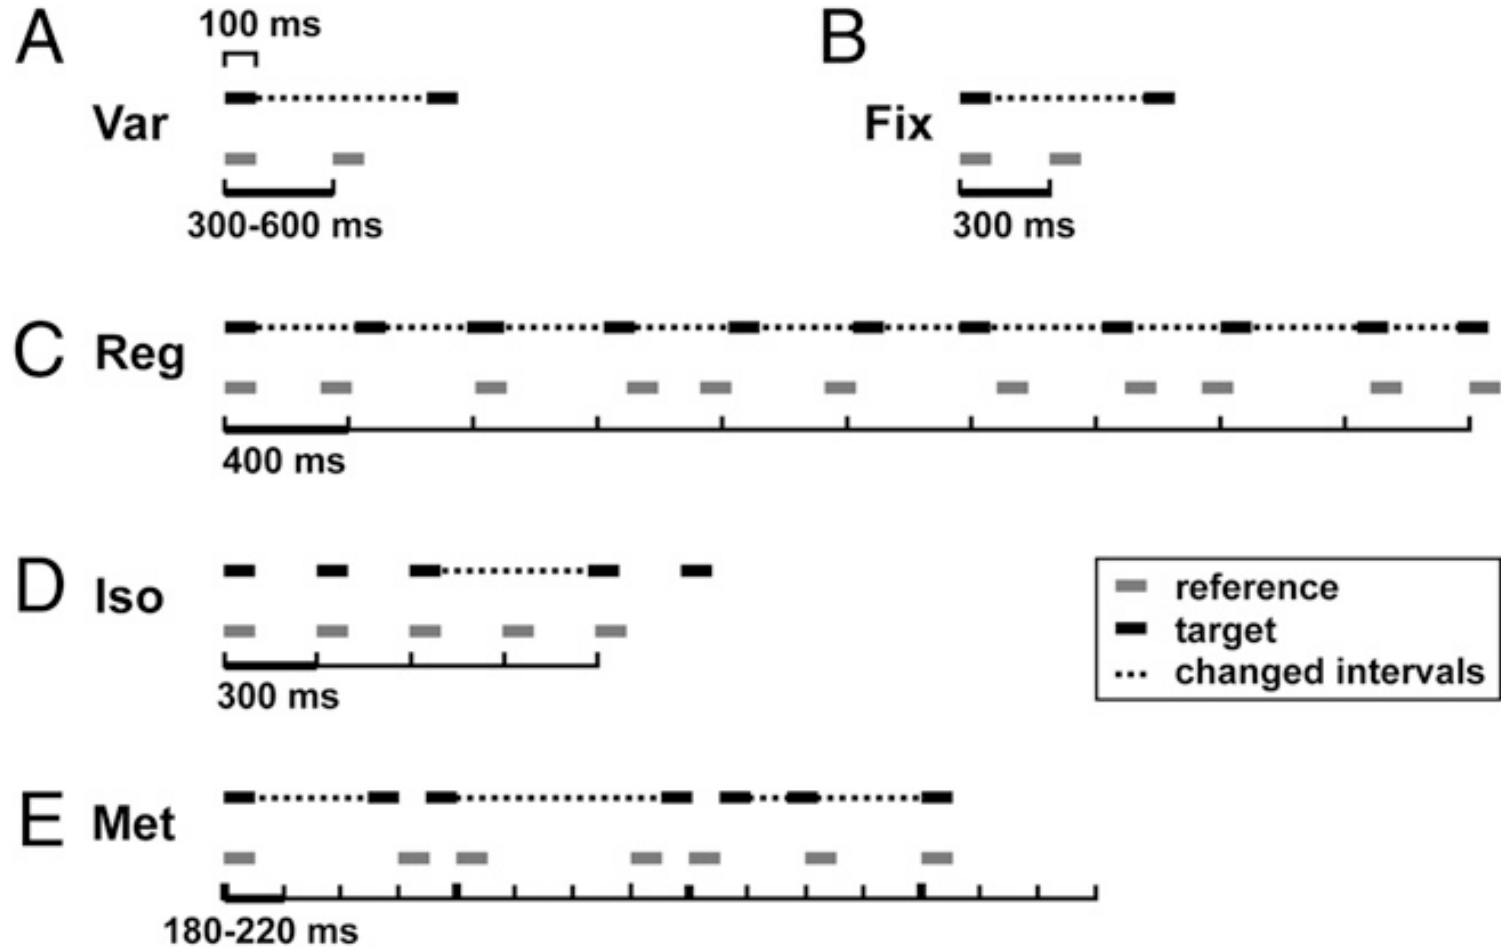 A
100 ms
Var
300-600 ms
B
Fix
300 ms
C
Reg
400 ms
D
Iso
300 ms
reference
target
changed intervals
E
Met
180-220 ms